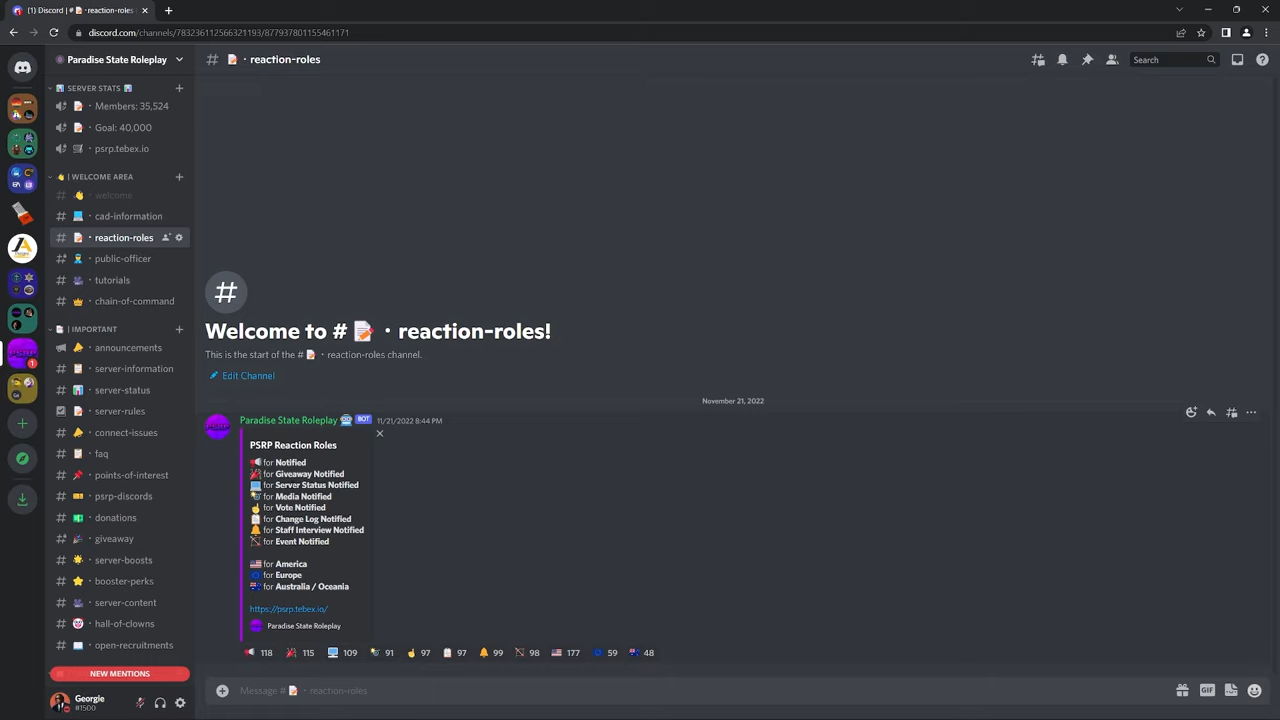 (1) Discord | #📝・reaction-roles
discord.com/channels/783236112566321193/877937801155461171
Paradise State Roleplay
# 📝・reaction-roles
Search
📊 SERVER STATS 📊
📝・Members: 35,524
📝・Goal: 40,000
🛒・psrp.tebex.io
👋 | WELCOME AREA
👋・welcome
💻・cad-information
📝・reaction-roles
👮・public-officer
🎥・tutorials
👑・chain-of-command
📮 | IMPORTANT
🔔・announcements
📋・server-information
📊・server-status
📝・server-rules
🔔・connect-issues
📋・faq
📌・points-of-interest
🎟️・psrp-discords
💵・donations
🎉・giveaway
🌟・server-boosts
⭐・booster-perks
🎥・server-content
🤡・hall-of-clowns
📖・open-recruitments
NEW MENTIONS
Georgie
#1500
PSRP
1
Welcome to # 📝・reaction-roles!
This is the start of the # 📝・reaction-roles channel.
Edit Channel
November 21, 2022
Paradise State Roleplay 🤖 BOT 11/21/2022 8:44 PM
PSRP Reaction Roles
📢 for Notified
🎉 for Giveaway Notified
💻 for Server Status Notified
📸 for Media Notified
☝️ for Vote Notified
📋 for Change Log Notified
🔔 for Staff Interview Notified
🏹 for Event Notified
🇺🇸 for America
🇪🇺 for Europe
🇦🇺 for Australia / Oceania
https://psrp.tebex.io/
Paradise State Roleplay
📢 118 🎉 115 💻 109 📸 91 ☝️ 97 📋 97 🔔 99 🏹 98 🇺🇸 177 🇪🇺 59 🇦🇺 48
Message # 📝・reaction-roles
GIF